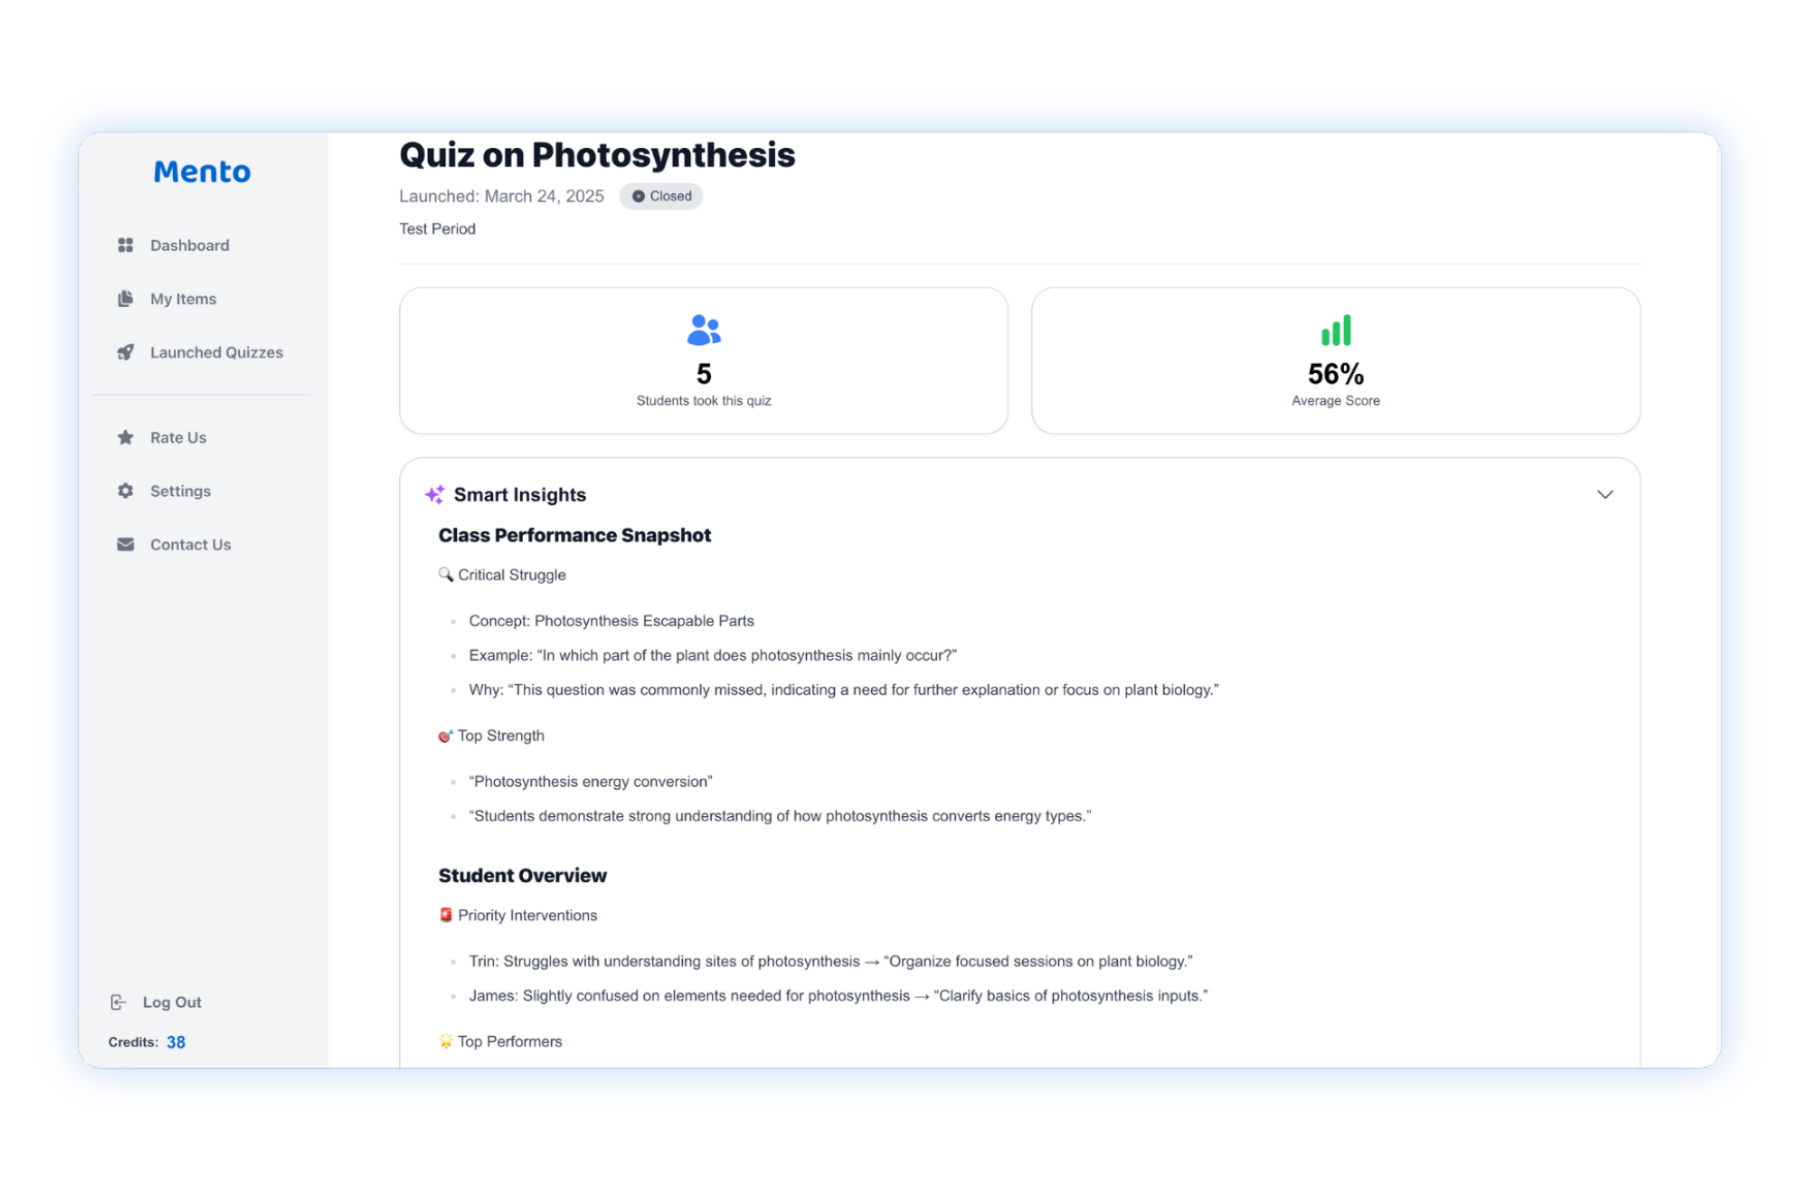 Mento
Dashboard
My Items
Launched Quizzes
Rate Us
Settings
Contact Us
Log Out
Credits: 38
Quiz on Photosynthesis
Launched: March 24, 2025 Closed
Test Period
5
Students took this quiz
56%
Average Score
Smart Insights
Class Performance Snapshot
🔍 Critical Struggle
Concept: Photosynthesis Escapable Parts
Example: “In which part of the plant does photosynthesis mainly occur?”
Why: “This question was commonly missed, indicating a need for further explanation or focus on plant biology.”
🎯 Top Strength
“Photosynthesis energy conversion”
“Students demonstrate strong understanding of how photosynthesis converts energy types.”
Student Overview
🚨 Priority Interventions
Trin: Struggles with understanding sites of photosynthesis → “Organize focused sessions on plant biology.”
James: Slightly confused on elements needed for photosynthesis → “Clarify basics of photosynthesis inputs.”
🌟 Top Performers